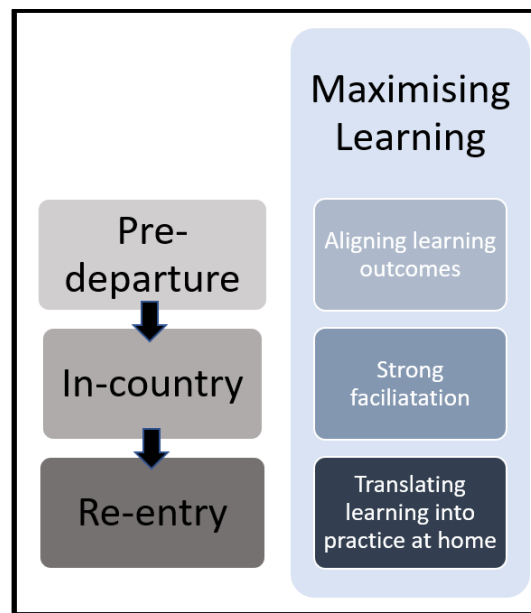 Maximising
Learning
Pre-
departure
Aligning learning
outcomes
In-country
Strong
faciliatation
Re-entry
Translating
learning into
practice at home